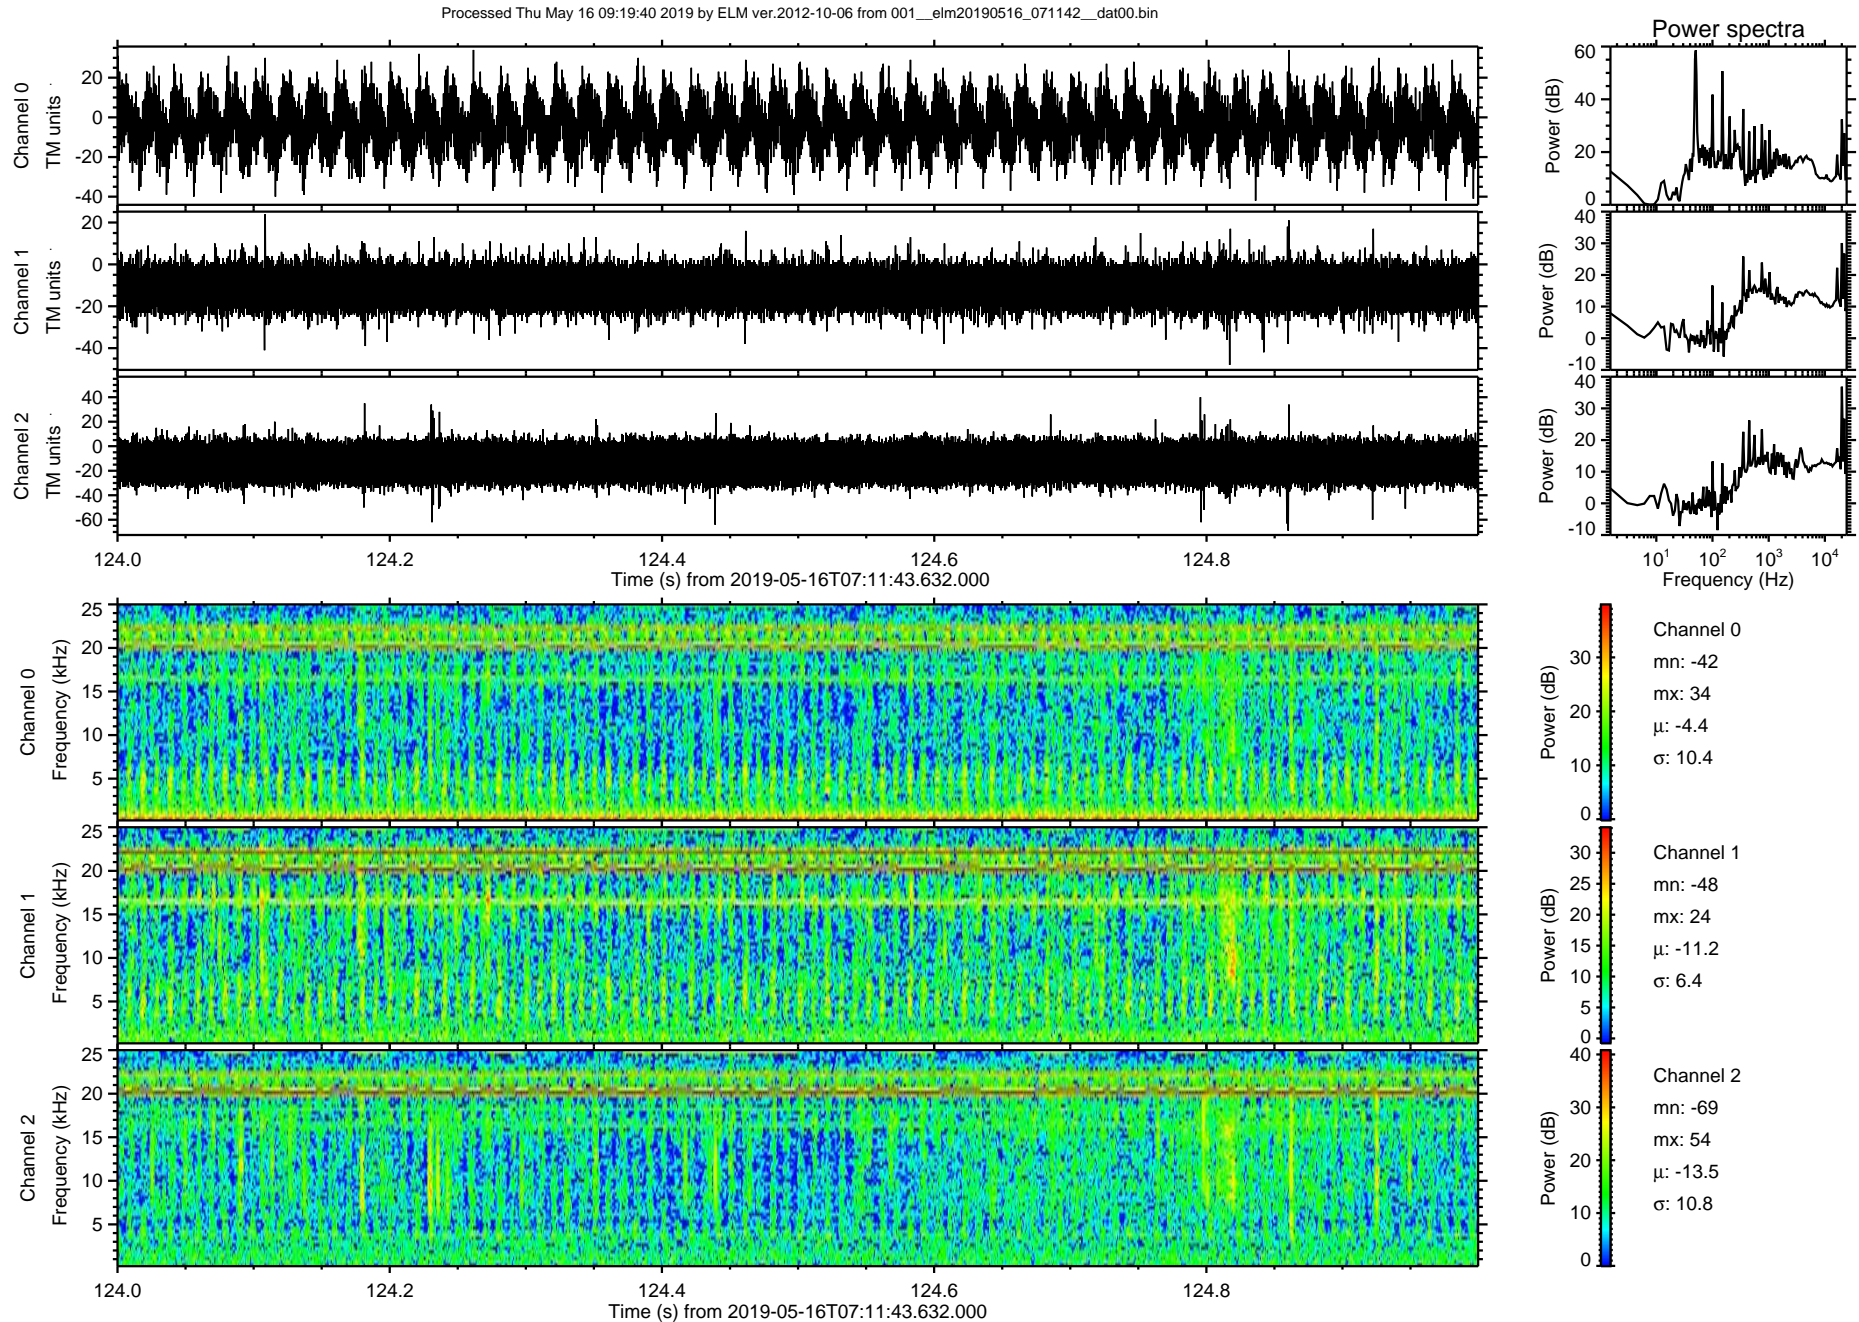 Processed Thu May 16 09:19:40 2019 by ELM ver.2012-10-06 from 001__elm20190516_071142__dat00.bin
Power spectra
Channel 0
TM units
20
0
-20
-40
Power (dB)
60
40
20
0
Channel 1
TM units
20
0
-20
-40
Power (dB)
40
30
20
10
0
-10
Channel 2
TM units
40
20
0
-20
-40
-60
Power (dB)
40
30
20
10
0
-10
124.0 124.2 124.4 124.6 124.8
Time (s) from 2019-05-16T07:11:43.632.000
10^1 10^2 10^3 10^4
Frequency (Hz)
Channel 0
Frequency (kHz)
25
20
15
10
5
Power (dB)
30
20
10
0
Channel 0
mn: -42
mx: 34
µ: -4.4
σ: 10.4
Channel 1
Frequency (kHz)
25
20
15
10
5
Power (dB)
30
25
20
15
10
5
0
Channel 1
mn: -48
mx: 24
µ: -11.2
σ: 6.4
Channel 2
Frequency (kHz)
25
20
15
10
5
Power (dB)
40
30
20
10
0
Channel 2
mn: -69
mx: 54
µ: -13.5
σ: 10.8
124.0 124.2 124.4 124.6 124.8
Time (s) from 2019-05-16T07:11:43.632.000